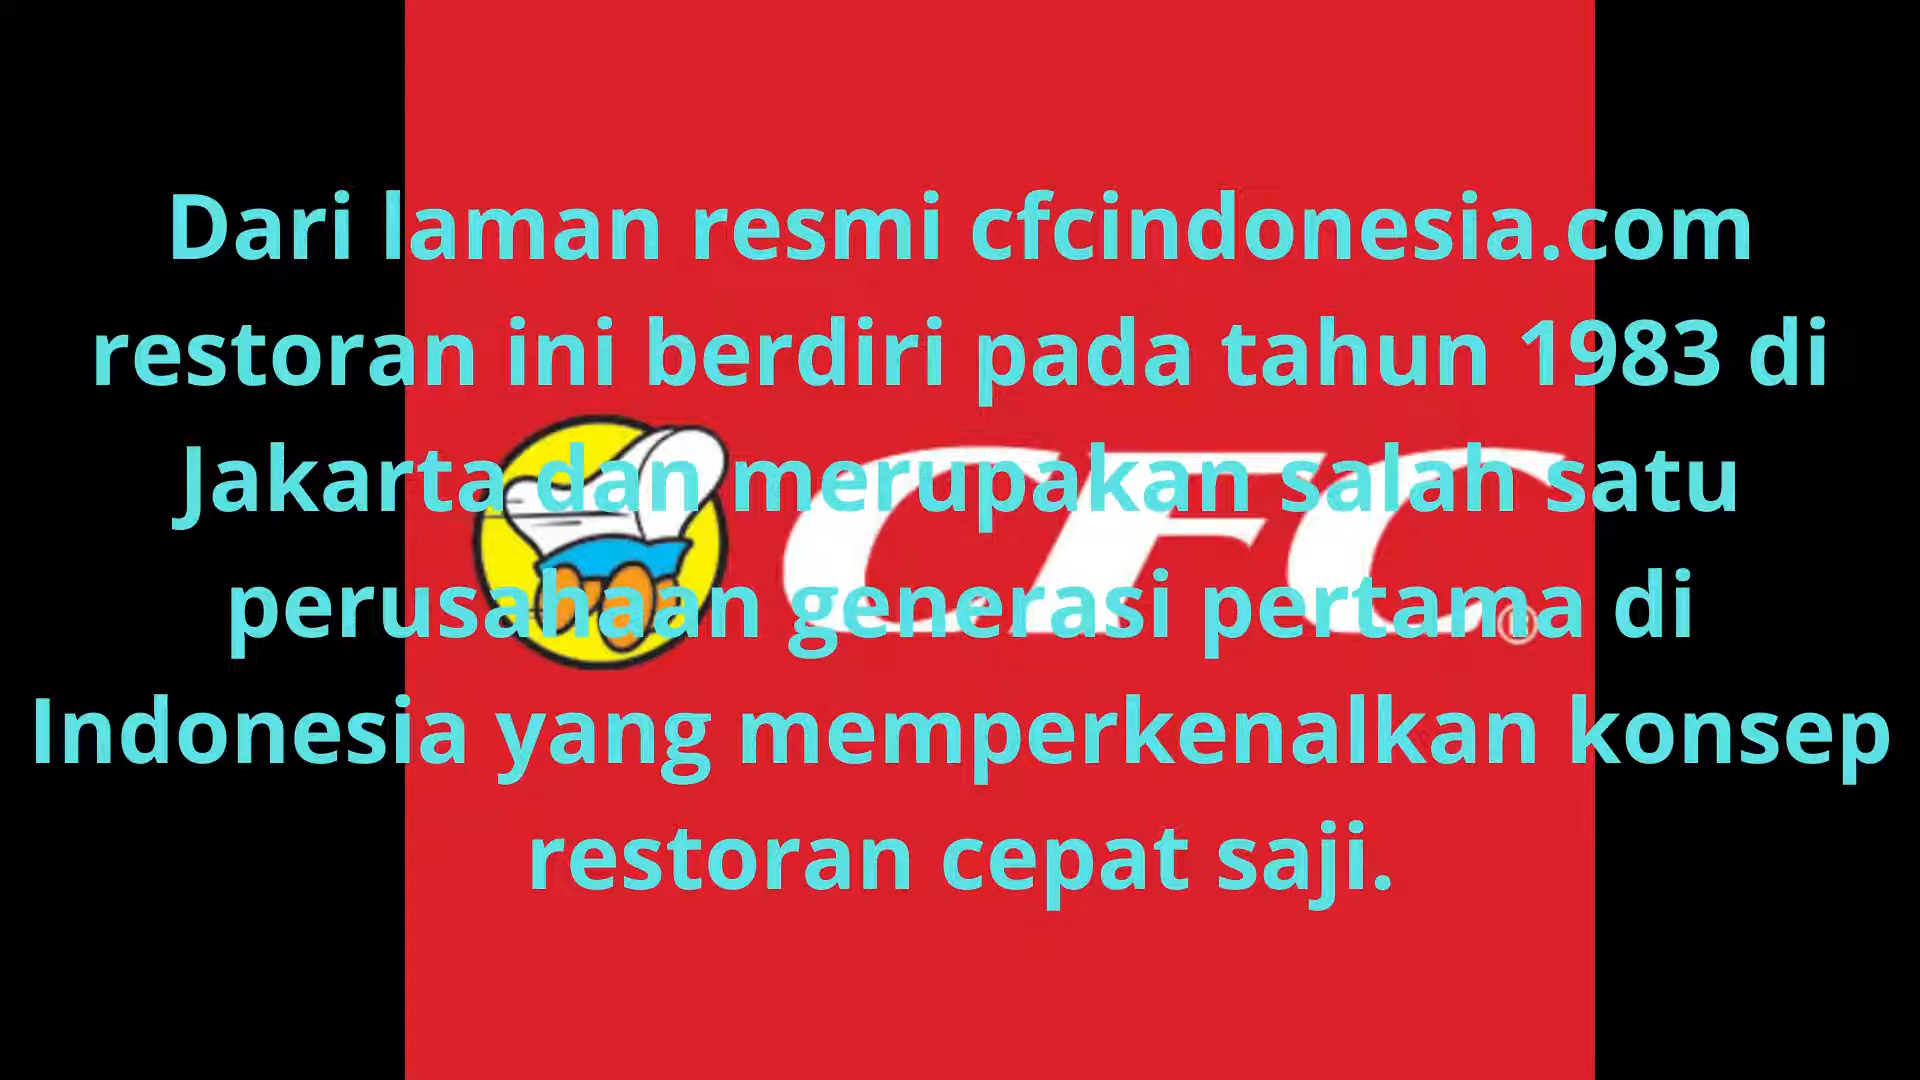 Dari laman resmi cfcindonesia.com
restoran ini berdiri pada tahun 1983 di
Jakarta dan merupakan salah satu
perusahaan generasi pertama di
Indonesia yang memperkenalkan konsep
restoran cepat saji.
CFC®